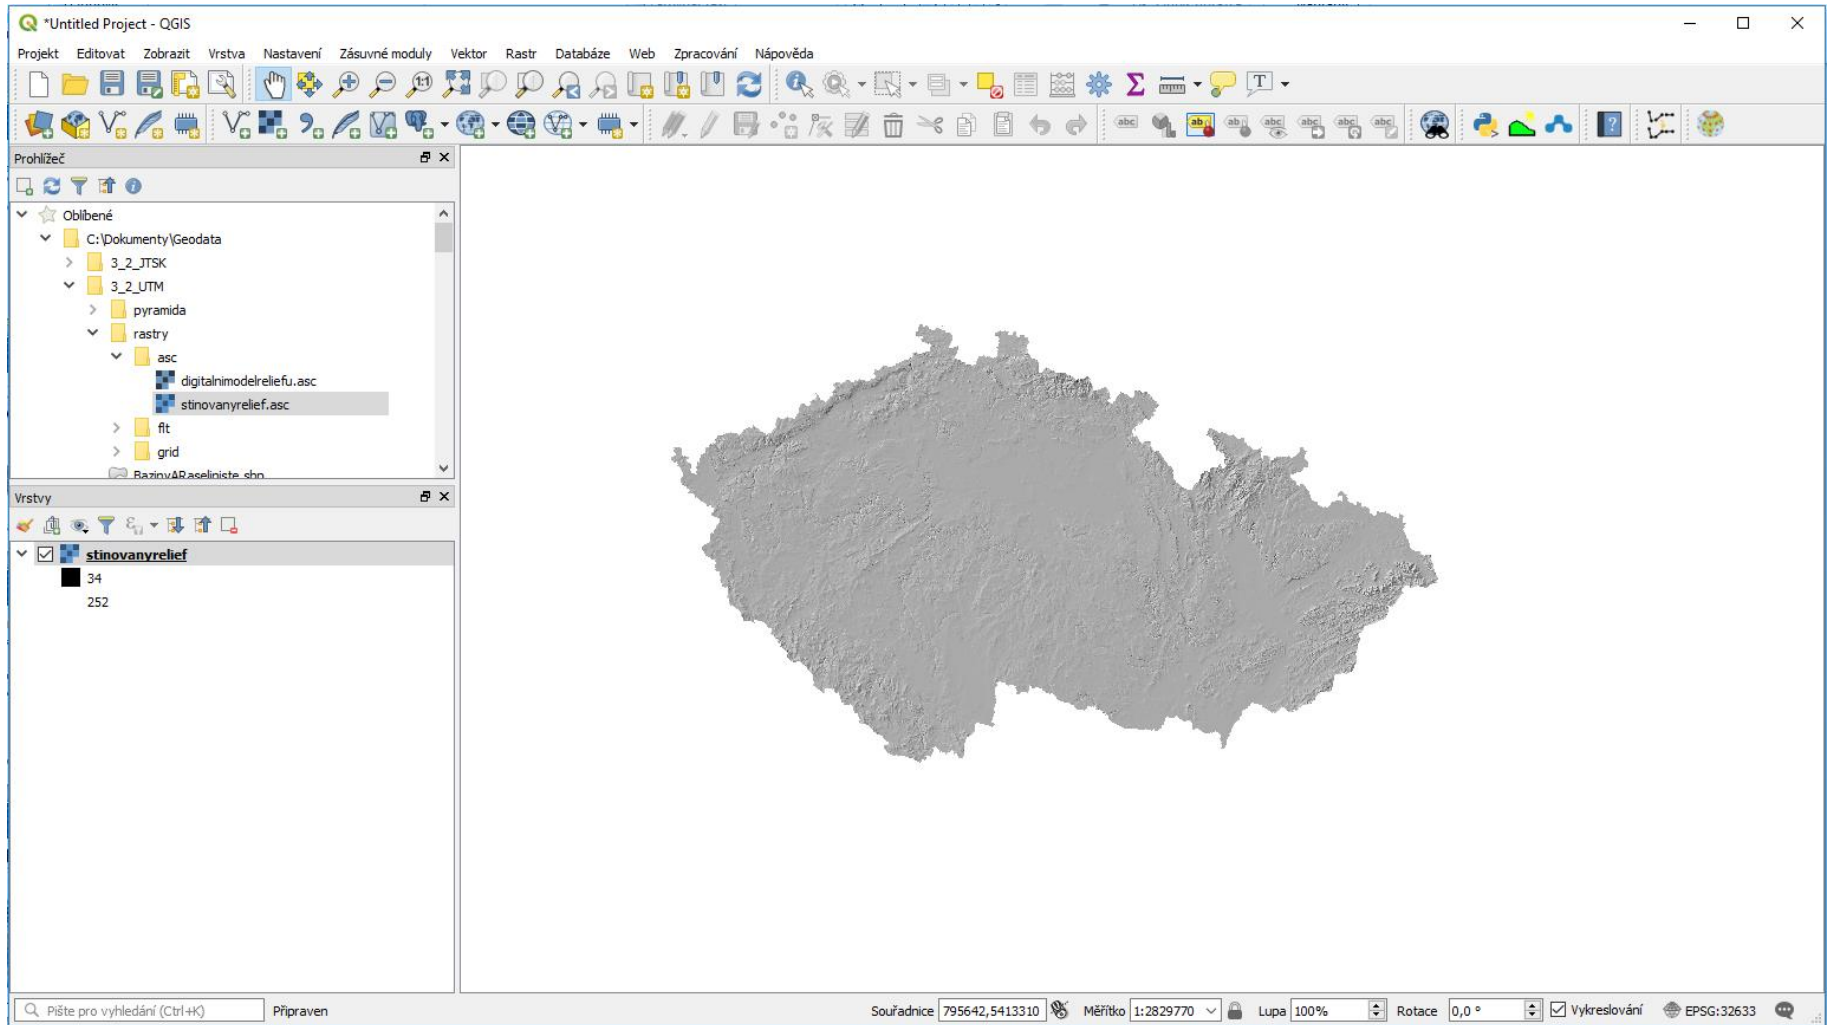 *Untitled Project - QGIS
Projekt Editovat Zobrazit Vrstva Nastavení Zásuvné moduly Vektor Rastr Databáze Web Zpracování Nápověda
Prohlížeč
Oblíbené
C:\Dokumenty\Geodata
3_2_JTSK
3_2_UTM
pyramida
rastry
asc
digitalnimodelreliefu.asc
stinovanyrelief.asc
flt
grid
BazinyARaseliniste.shp
Vrstvy
stinovanyrelief
34
252
Pište pro vyhledání (Ctrl+K) Připraven Souřadnice 795642,5413310 Měřítko 1:2829770 Lupa 100% Rotace 0,0 ° Vykreslování EPSG:32633